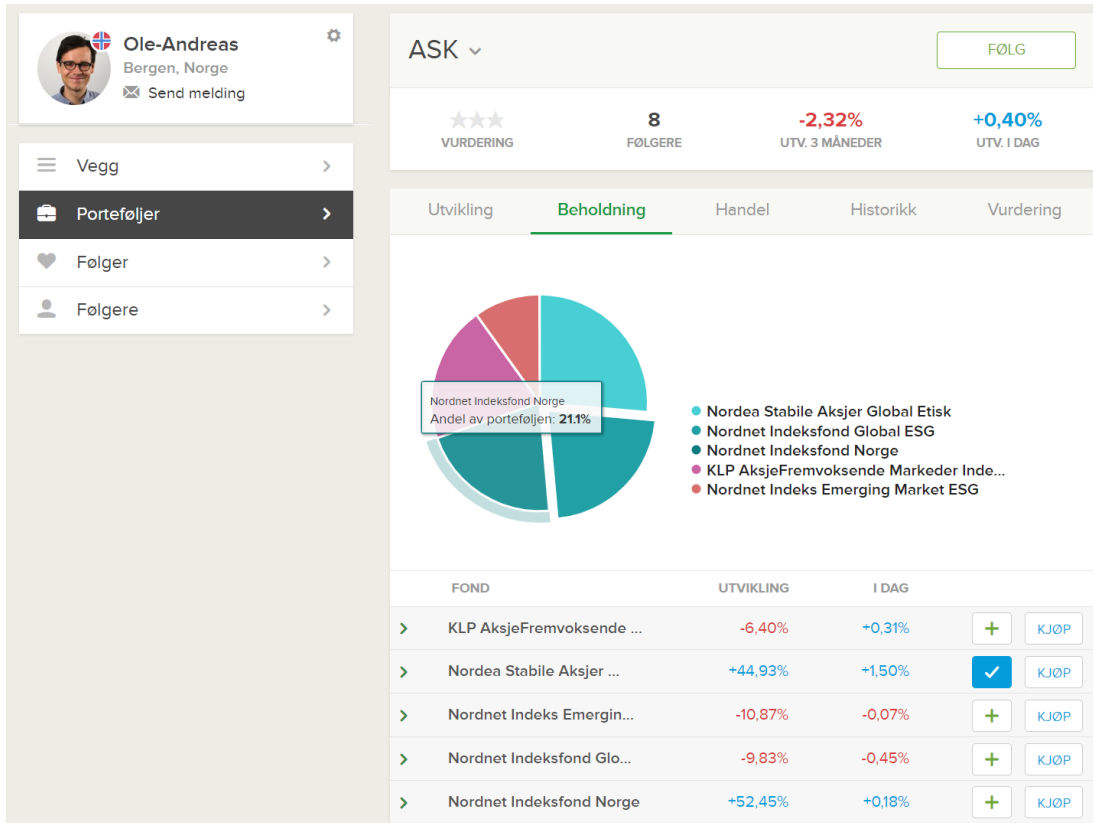 Ole-Andreas
Bergen, Norge
Send melding
Vegg
Porteføljer
Følger
Følgere
ASK
FØLG
VURDERING
8
FØLGERE
-2,32%
UTV. 3 MÅNEDER
+0,40%
UTV. I DAG
Utvikling Beholdning Handel Historikk Vurdering
Nordnet Indeksfond Norge
Andel av porteføljen: 21.1%
Nordea Stabile Aksjer Global Etisk
Nordnet Indeksfond Global ESG
Nordnet Indeksfond Norge
KLP AksjeFremvoksende Markeder Inde...
Nordnet Indeks Emerging Market ESG
FOND UTVIKLING I DAG
KLP AksjeFremvoksende ... -6,40% +0,31% + KJØP
Nordea Stabile Aksjer ... +44,93% +1,50% KJØP
Nordnet Indeks Emergin... -10,87% -0,07% + KJØP
Nordnet Indeksfond Glo... -9,83% -0,45% + KJØP
Nordnet Indeksfond Norge +52,45% +0,18% + KJØP